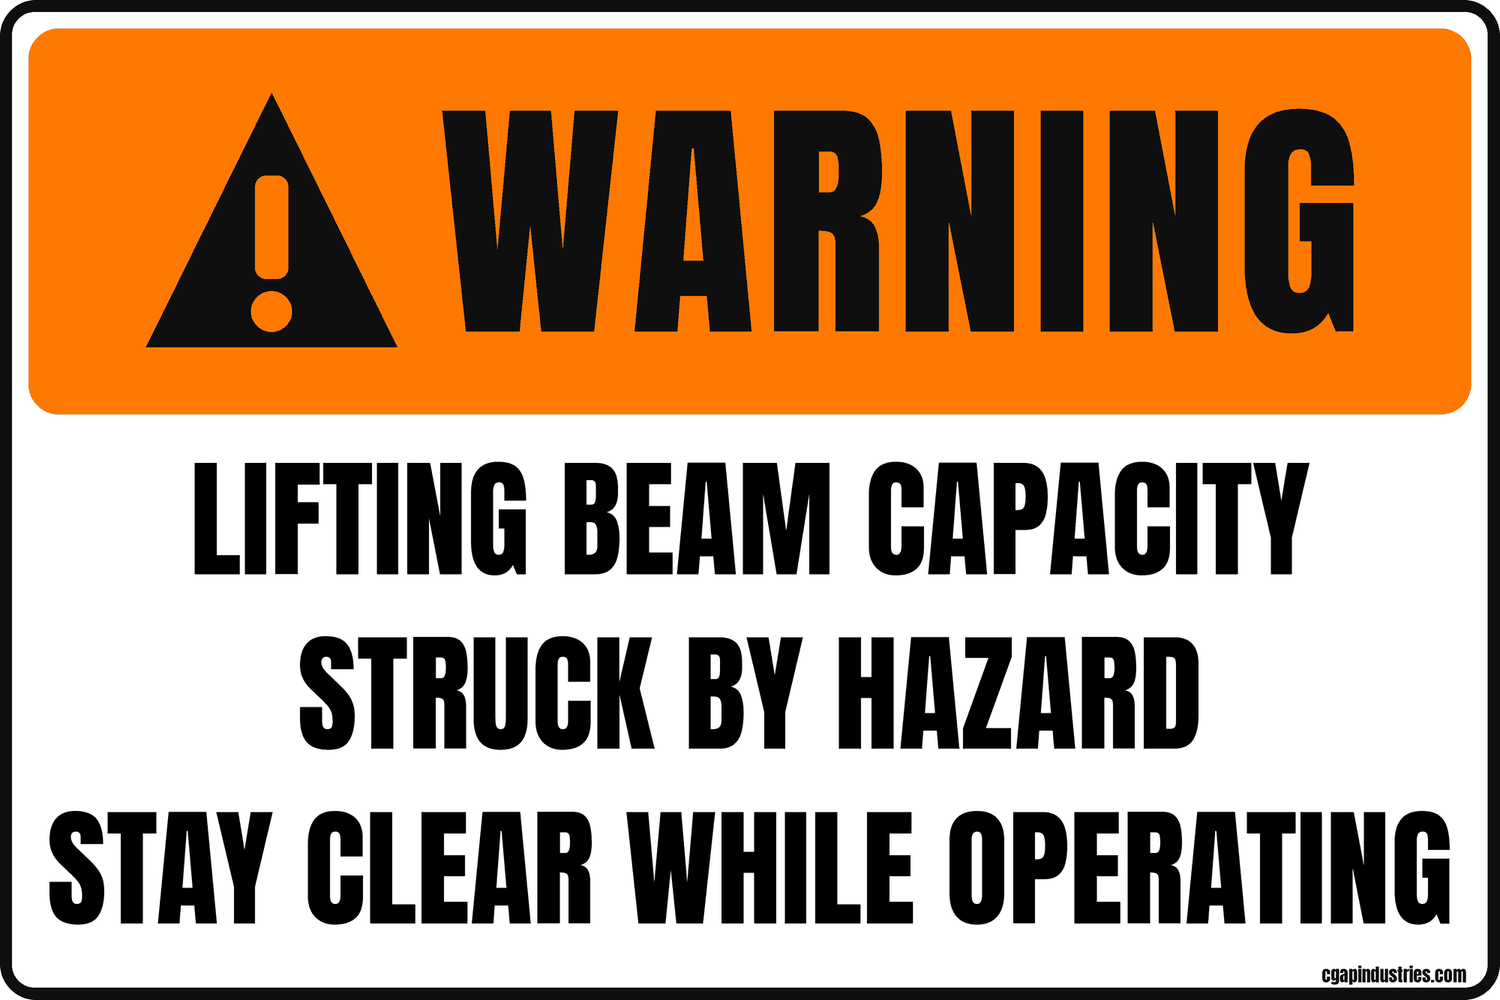 WARNING
LIFTING BEAM CAPACITY
STRUCK BY HAZARD
STAY CLEAR WHILE OPERATING
cgapindustries.com